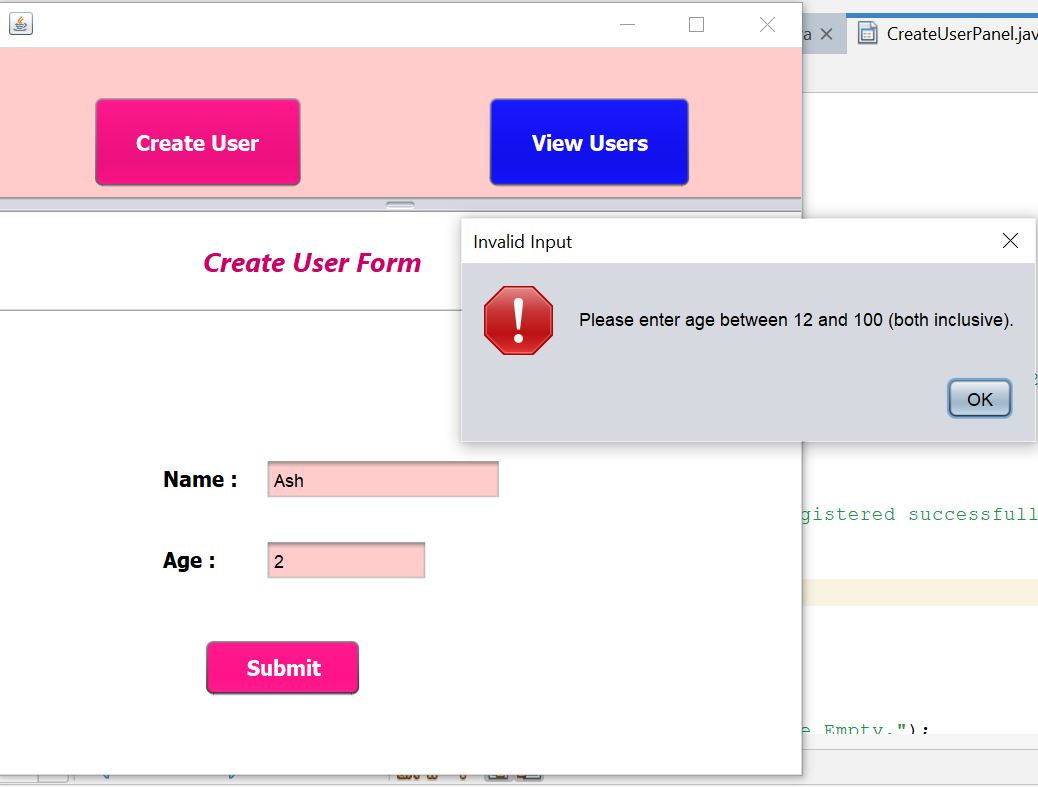 CreateUserPanel.jav
Create User
View Users
Create User Form
Invalid Input
Please enter age between 12 and 100 (both inclusive).
OK
Name :
Ash
gistered successfull
Age :
2
Submit
e Empty.");